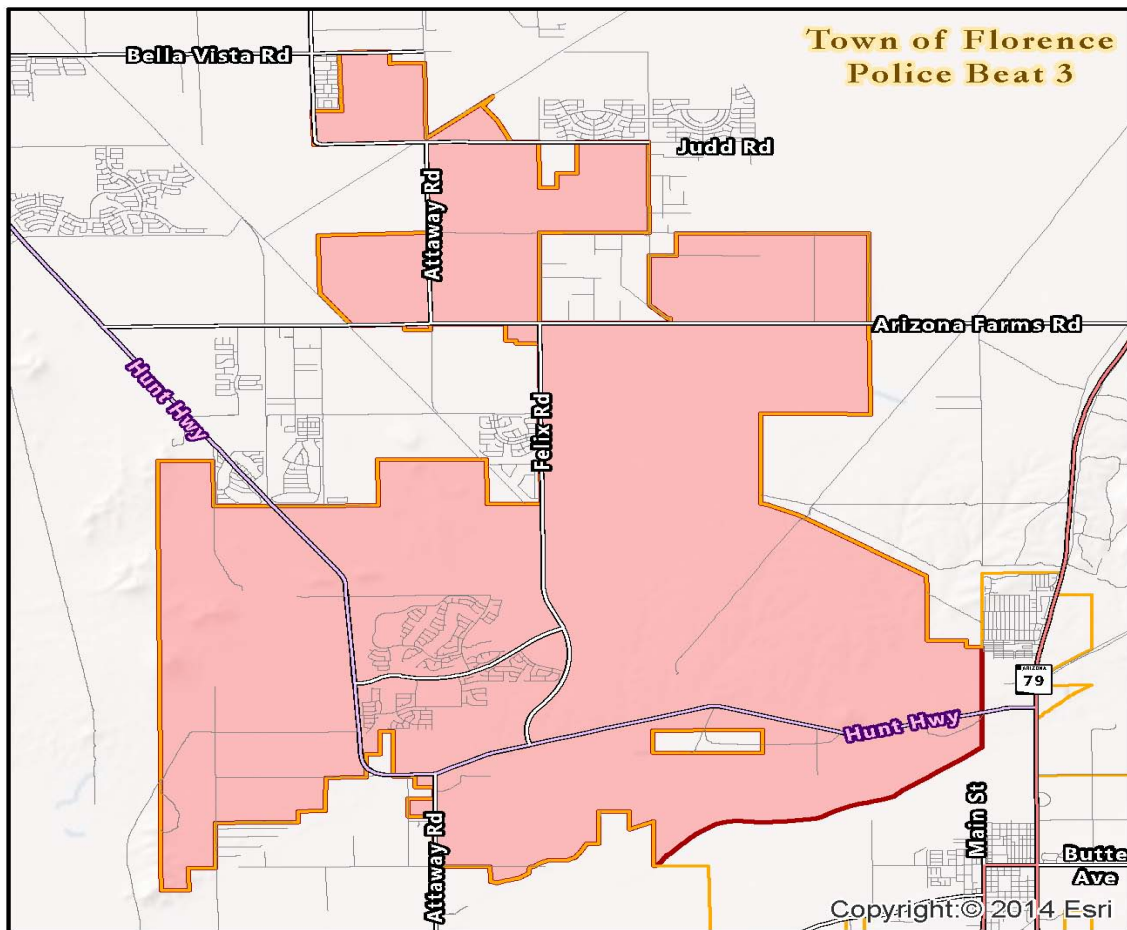 Town of Florence
Police Beat 3
Bella Vista Rd
Judd Rd
Attaway Rd
Arizona Farms Rd
Hunt Hwy
Felix Rd
ARIZONA
79
Hunt Hwy
Main St
Attaway Rd
Butte
Ave
Copyright:© 2014 Esri